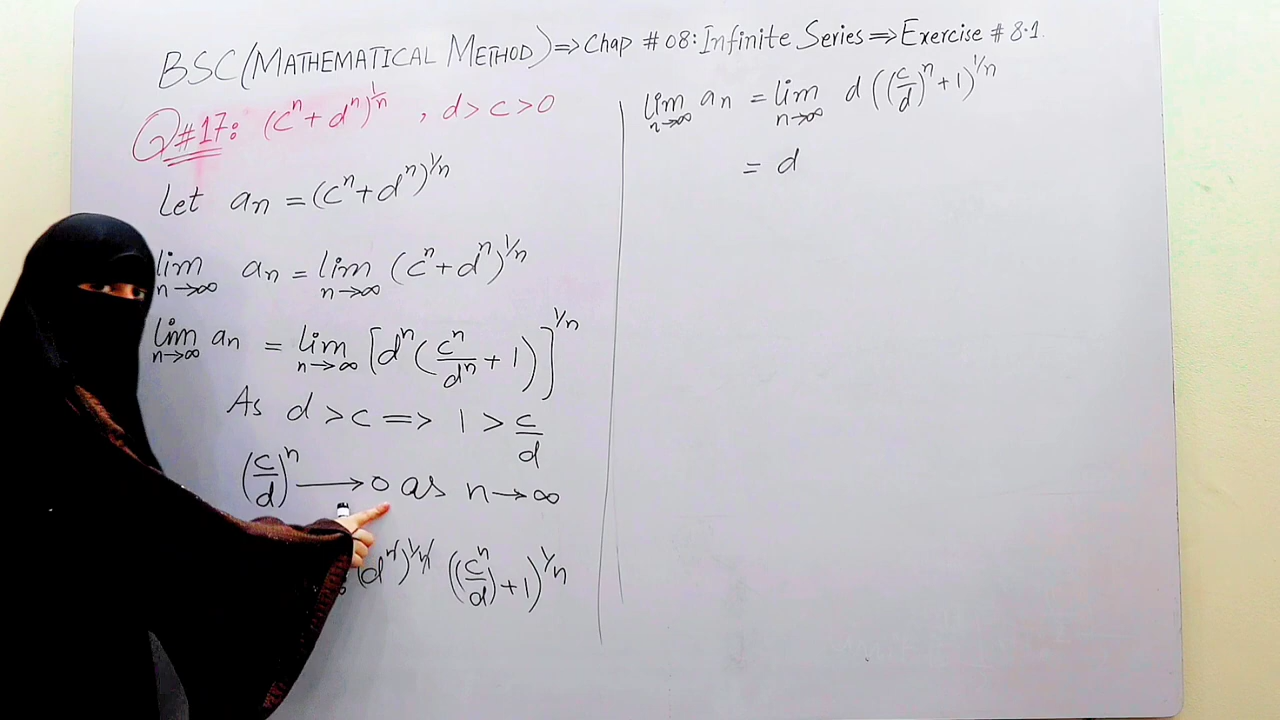 BSC(MATHEMATICAL METHOD)⇒Chap # 08:Infinite Series⇒Exercise # 8.1.
Q#17: (cⁿ + dⁿ)^{1/n} , d > c > 0
Let aₙ = (cⁿ + dⁿ)^{1/n}
lim n→∞ aₙ = lim n→∞ (cⁿ + dⁿ)^{1/n}
lim n→∞ aₙ = lim n→∞ [dⁿ(cⁿ/dⁿ + 1)]^{1/n}
As d > c => 1 > c/d
(c/d)ⁿ → 0 as n → ∞
(dⁿ)^{1/n} ((cⁿ/d) + 1)^{1/n}
lim n→∞ aₙ = lim n→∞ d((c/d)ⁿ + 1)^{1/n}
= d